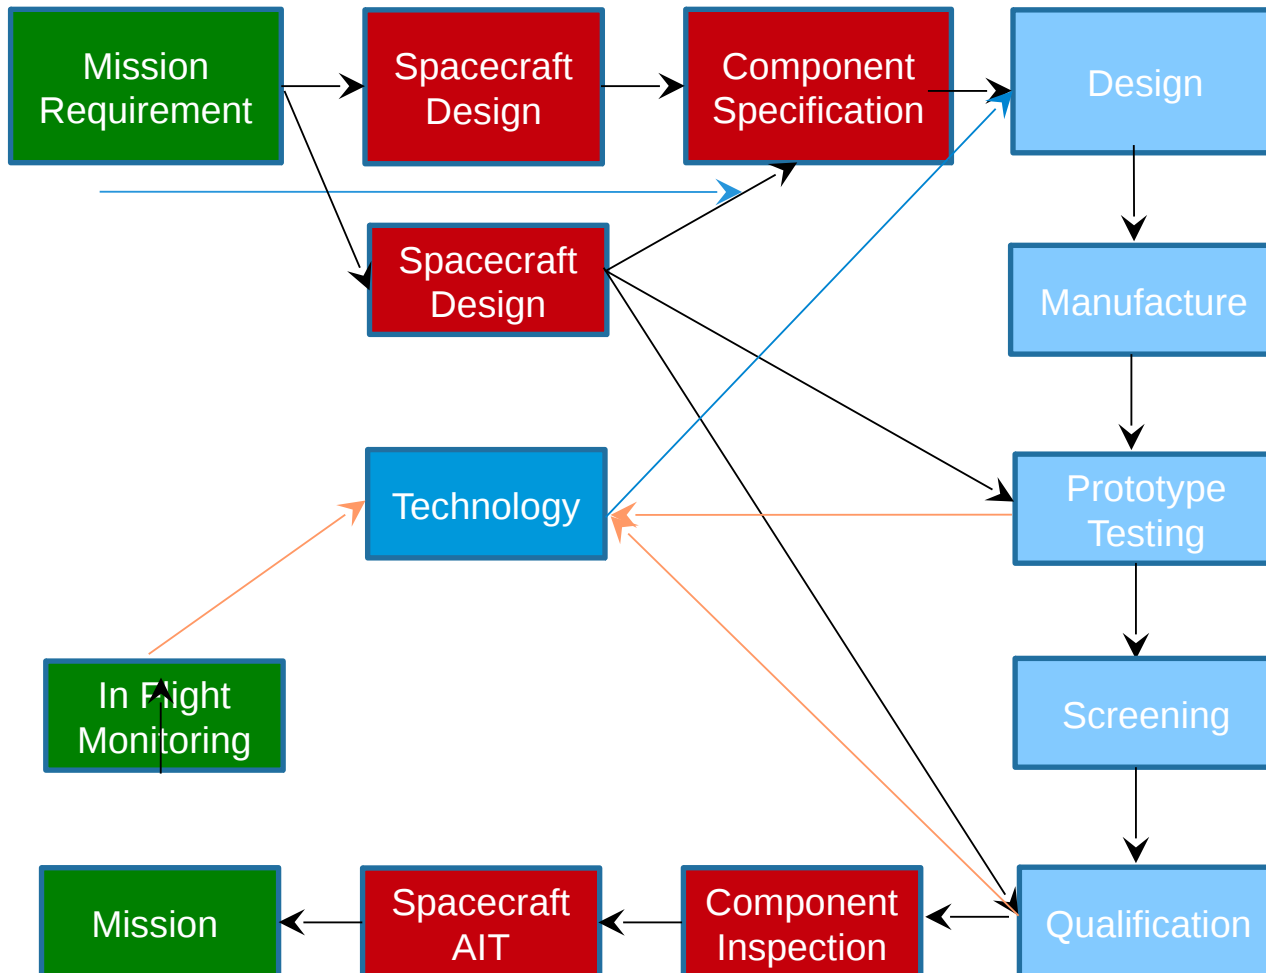 Mission
Requirement
Spacecraft
Design
Component
Specification
Design
Spacecraft
Design
Manufacture
Technology
Prototype
Testing
In Flight
Monitoring
Screening
Mission
Spacecraft
AIT
Component
Inspection
Qualification